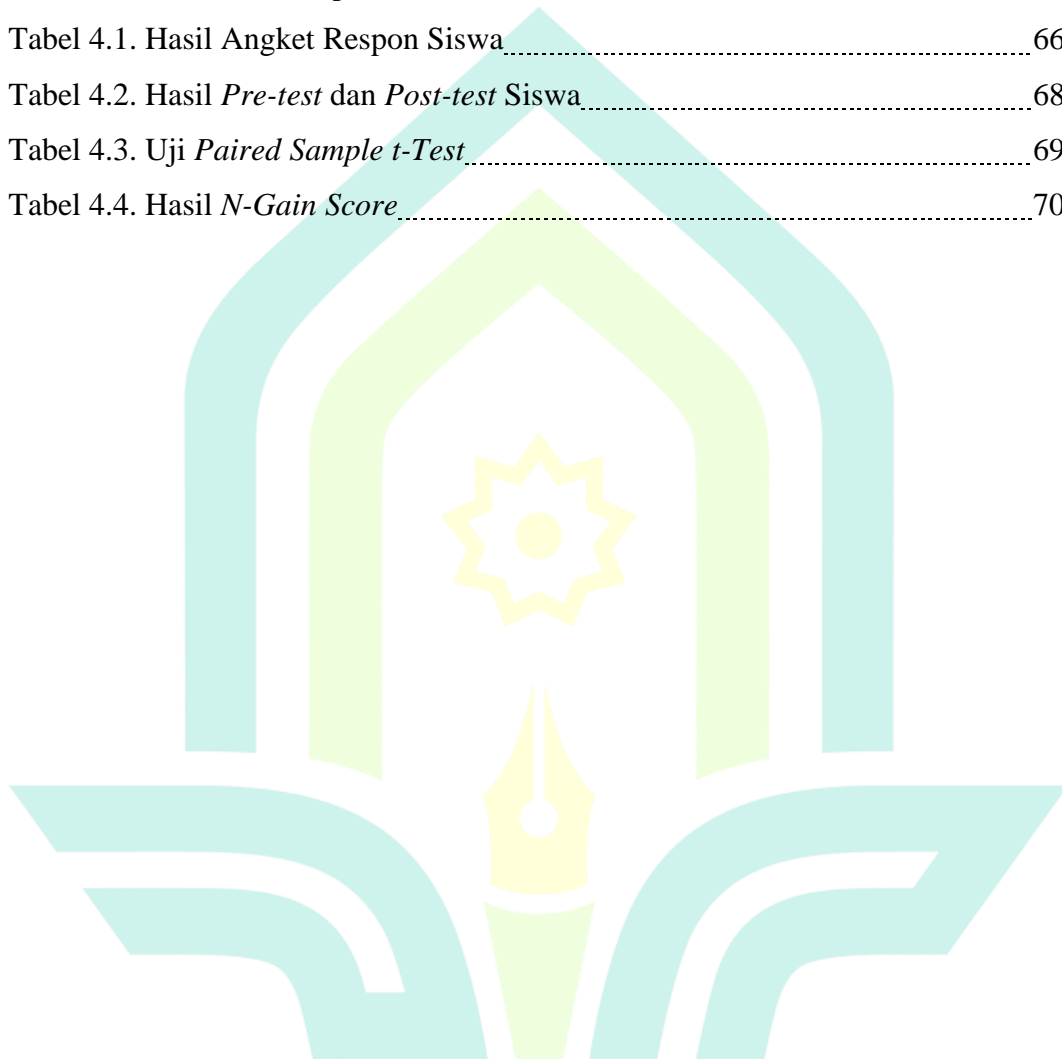 Tabel 4.1. Hasil Angket Respon Siswa 66
Tabel 4.2. Hasil Pre-test dan Post-test Siswa 68
Tabel 4.3. Uji Paired Sample t-Test 69
Tabel 4.4. Hasil N-Gain Score 70